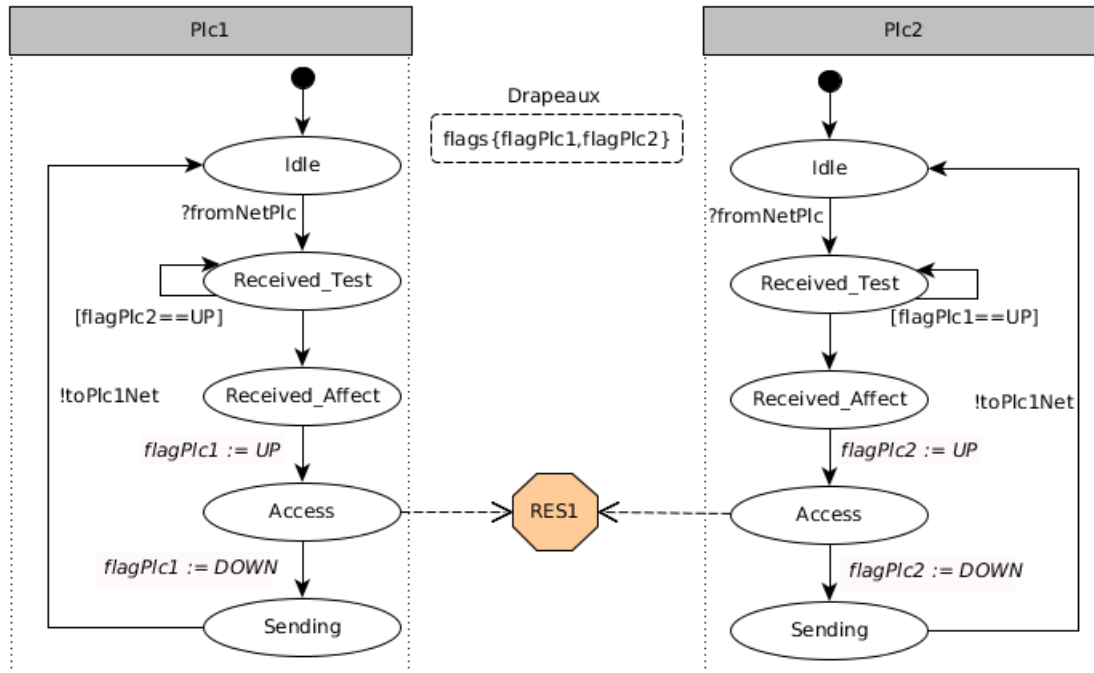 Plc1
Idle
?fromNetPlc
Received_Test
[flagPlc2==UP]
Received_Affect
!toPlc1Net
flagPlc1 := UP
Access
flagPlc1 := DOWN
Sending
Drapeaux
flags{flagPlc1,flagPlc2}
RES1
Plc2
Idle
?fromNetPlc
Received_Test
[flagPlc1==UP]
Received_Affect
!toPlc1Net
flagPlc2 := UP
Access
flagPlc2 := DOWN
Sending